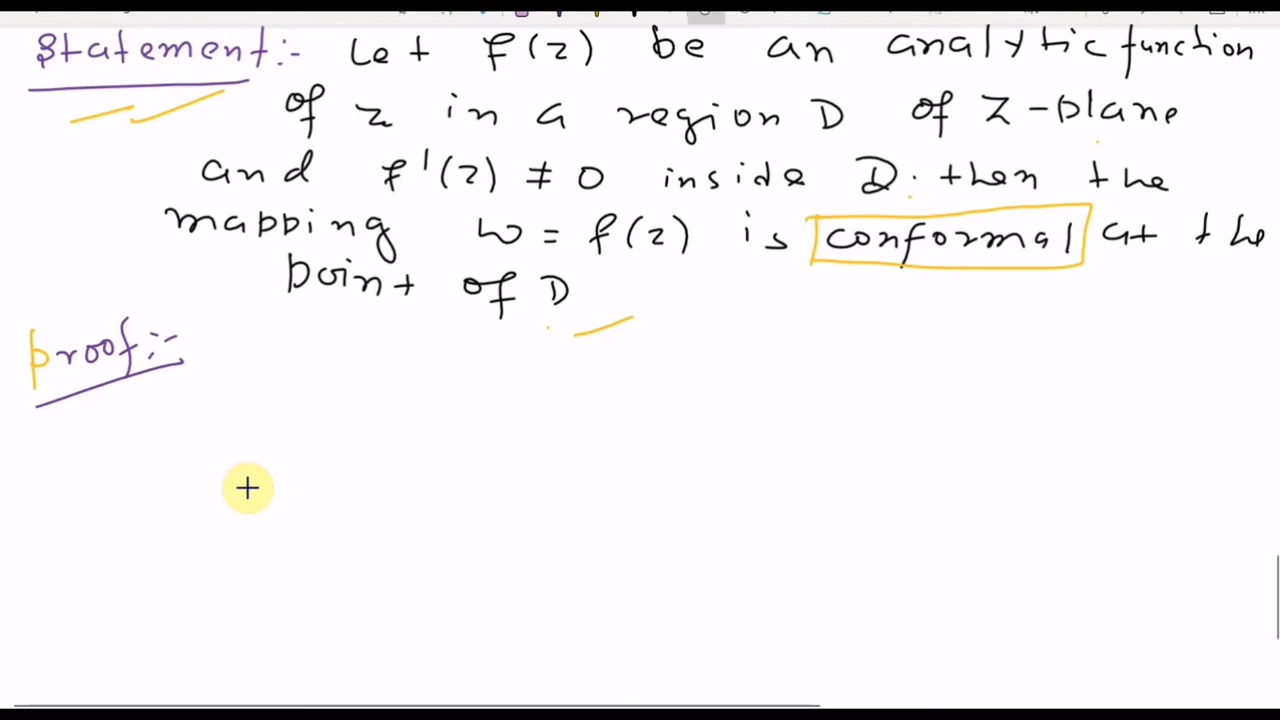 Statement:- Let f(z) be an analytic function
of z in a region D of Z-plane
and f'(z) ≠ 0 inside D. then the
mapping w = f(z) is conformal at the
point of D
proof:-